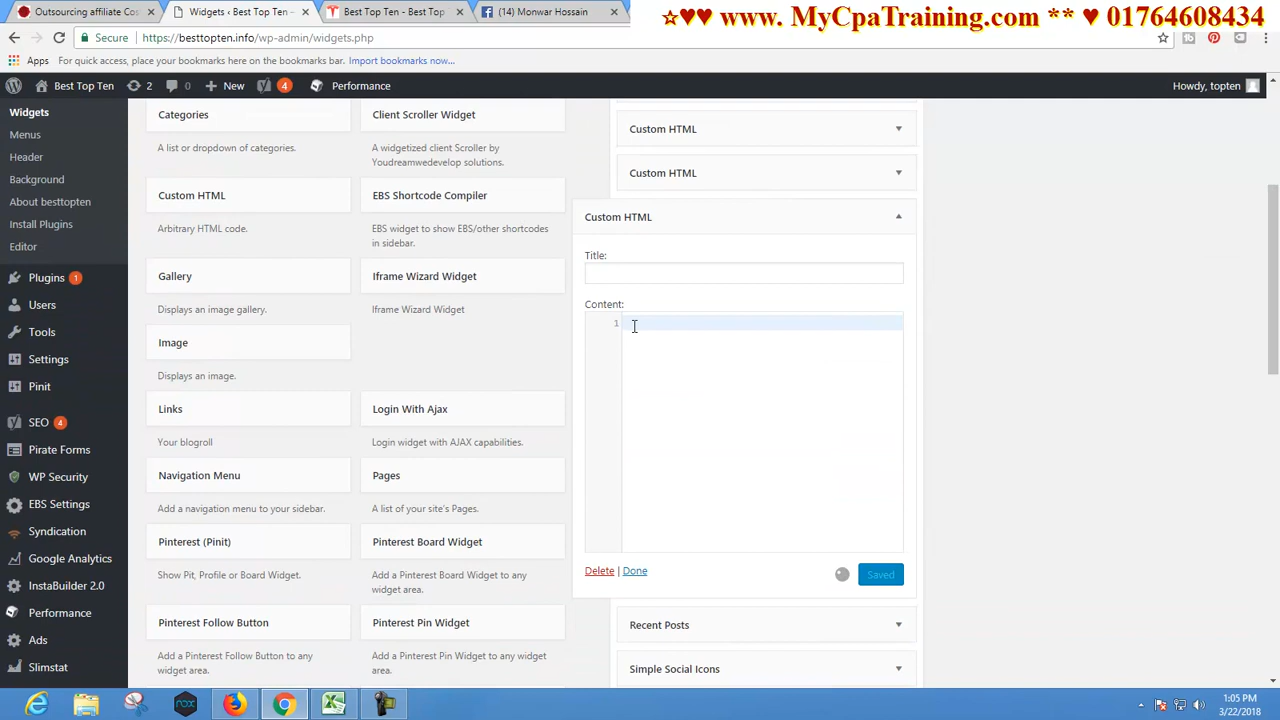 Outsourcing affiliate Co
Widgets ‹ Best Top Ten –
Best Top Ten - Best Top
(14) Monwar Hossain
☆♥♥ www. MyCpaTraining.com ** ♥ 01764608434
Secure
https://besttopten.info/wp-admin/widgets.php
Apps
For quick access, place your bookmarks here on the bookmarks bar. Import bookmarks now...
Best Top Ten
2
0
New
4
Performance
Howdy, topten
Widgets
Menus
Header
Background
About besttopten
Install Plugins
Editor
Plugins 1
Users
Tools
Settings
Pinit
SEO 4
Pirate Forms
WP Security
EBS Settings
Syndication
Google Analytics
InstaBuilder 2.0
Performance
Ads
Slimstat
Categories
A list or dropdown of categories.
Custom HTML
Arbitrary HTML code.
Gallery
Displays an image gallery.
Image
Displays an image.
Links
Your blogroll
Navigation Menu
Add a navigation menu to your sidebar.
Pinterest (Pinit)
Show Pit, Profile or Board Widget.
Pinterest Follow Button
Add a Pinterest Follow Button to any
widget area.
Client Scroller Widget
A widgetized client Scroller by
Youdreamwedevelop solutions.
EBS Shortcode Compiler
EBS widget to show EBS/other shortcodes
in sidebar.
Iframe Wizard Widget
Iframe Wizard Widget
Login With Ajax
Login widget with AJAX capabilities.
Pages
A list of your site's Pages.
Pinterest Board Widget
Add a Pinterest Board Widget to any
widget area.
Pinterest Pin Widget
Add a Pinterest Pin Widget to any widget
area.
Custom HTML
Custom HTML
Custom HTML
Title:
Content:
1
Delete | Done
Saved
Recent Posts
Simple Social Icons
1:05 PM
3/22/2018